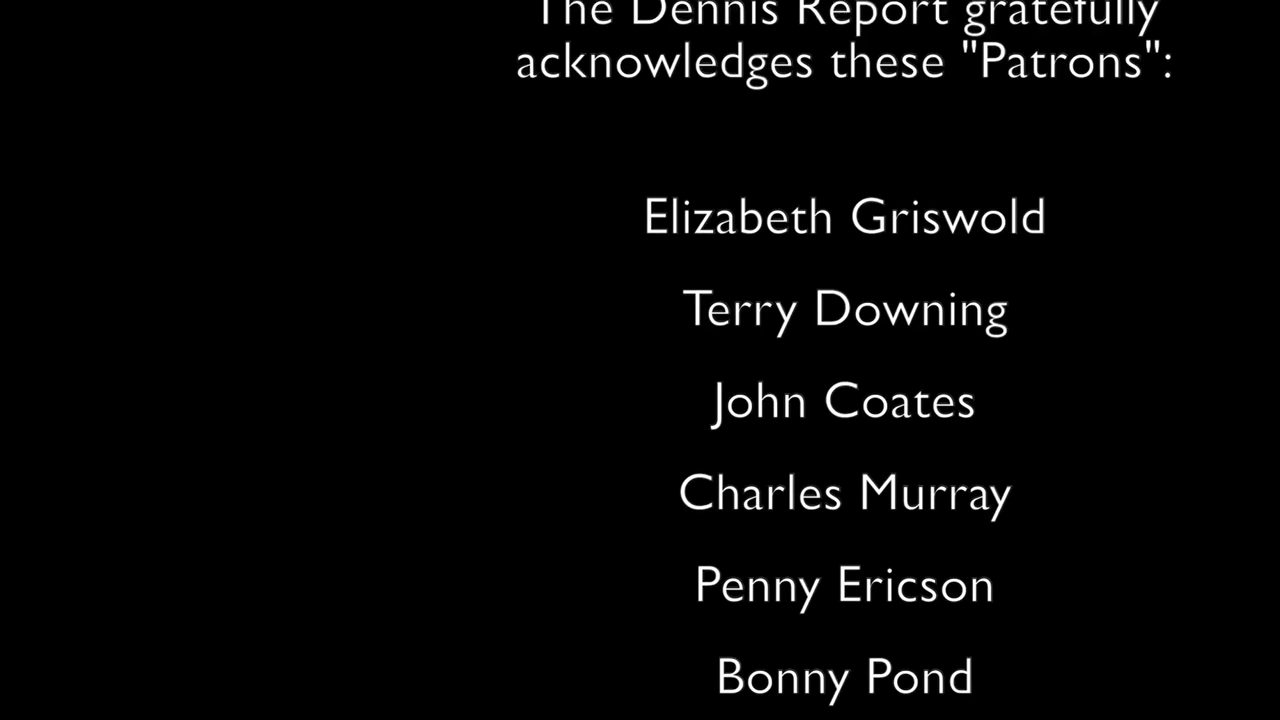 The Dennis Report gratefully
acknowledges these "Patrons":
Elizabeth Griswold
Terry Downing
John Coates
Charles Murray
Penny Ericson
Bonny Pond